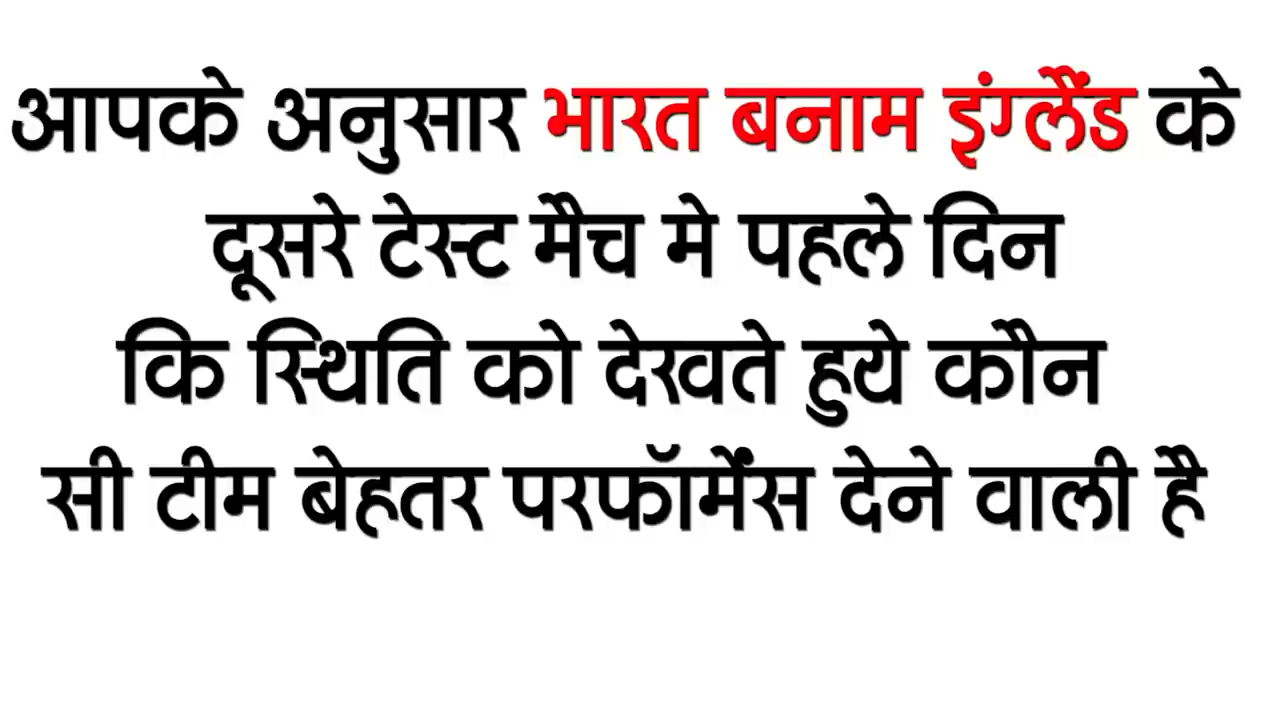 आपके अनुसार भारत बनाम इंग्लैंड के
दूसरे टेस्ट मैच मे पहले दिन
कि स्थिति को देखते हुये कौन
सी टीम बेहतर परफॉर्मेंस देने वाली है